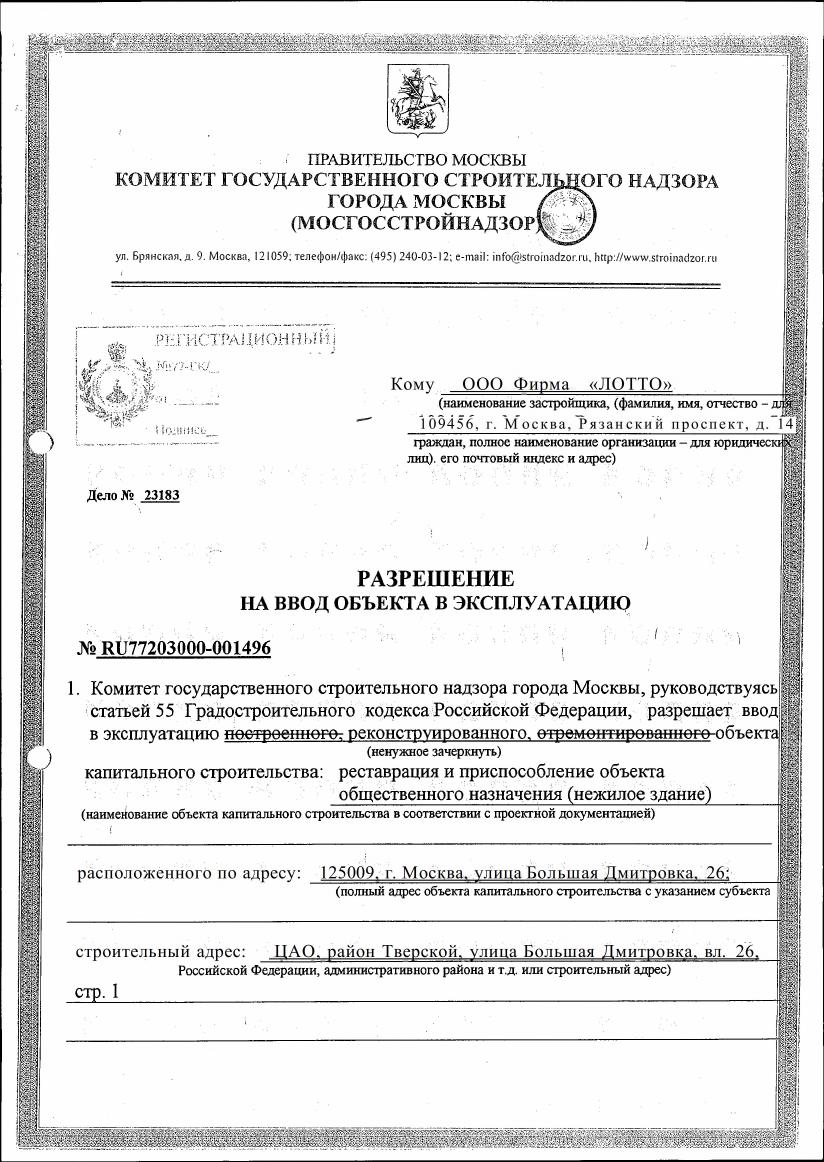 ПРАВИТЕЛЬСТВО МОСКВЫ
КОМИТЕТ ГОСУДАРСТВЕННОГО СТРОИТЕЛЬНОГО НАДЗОРА
ГОРОДА МОСКВЫ
(МОСГОССТРОЙНАДЗОР)
ул. Брянская, д. 9. Москва, 121059; телефон/факс: (495) 240-03-12; e-mail: info@stroinadzor.ru, http://www.stroinadzor.ru
РЕГИСТРАЦИОННЫЙ
№77-ГК/
от
Подпись
Кому ООО Фирма «ЛОТТО»
(наименование застройщика, (фамилия, имя, отчество – для
109456, г. Москва, Рязанский проспект, д. 14
граждан, полное наименование организации – для юридических
лиц), его почтовый индекс и адрес)
Дело № 23183
РАЗРЕШЕНИЕ
НА ВВОД ОБЪЕКТА В ЭКСПЛУАТАЦИЮ
№ RU77203000-001496
1. Комитет государственного строительного надзора города Москвы, руководствуясь
статьей 55 Градостроительного кодекса Российской Федерации, разрешает ввод
в эксплуатацию построенного, реконструированного, отремонтированного объекта
(ненужное зачеркнуть)
капитального строительства: реставрация и приспособление объекта
общественного назначения (нежилое здание)
(наименование объекта капитального строительства в соответствии с проектной документацией)
расположенного по адресу: 125009, г. Москва, улица Большая Дмитровка, 26;
(полный адрес объекта капитального строительства с указанием субъекта
строительный адрес: ЦАО, район Тверской, улица Большая Дмитровка, вл. 26,
Российской Федерации, административного района и т.д. или строительный адрес)
стр. 1